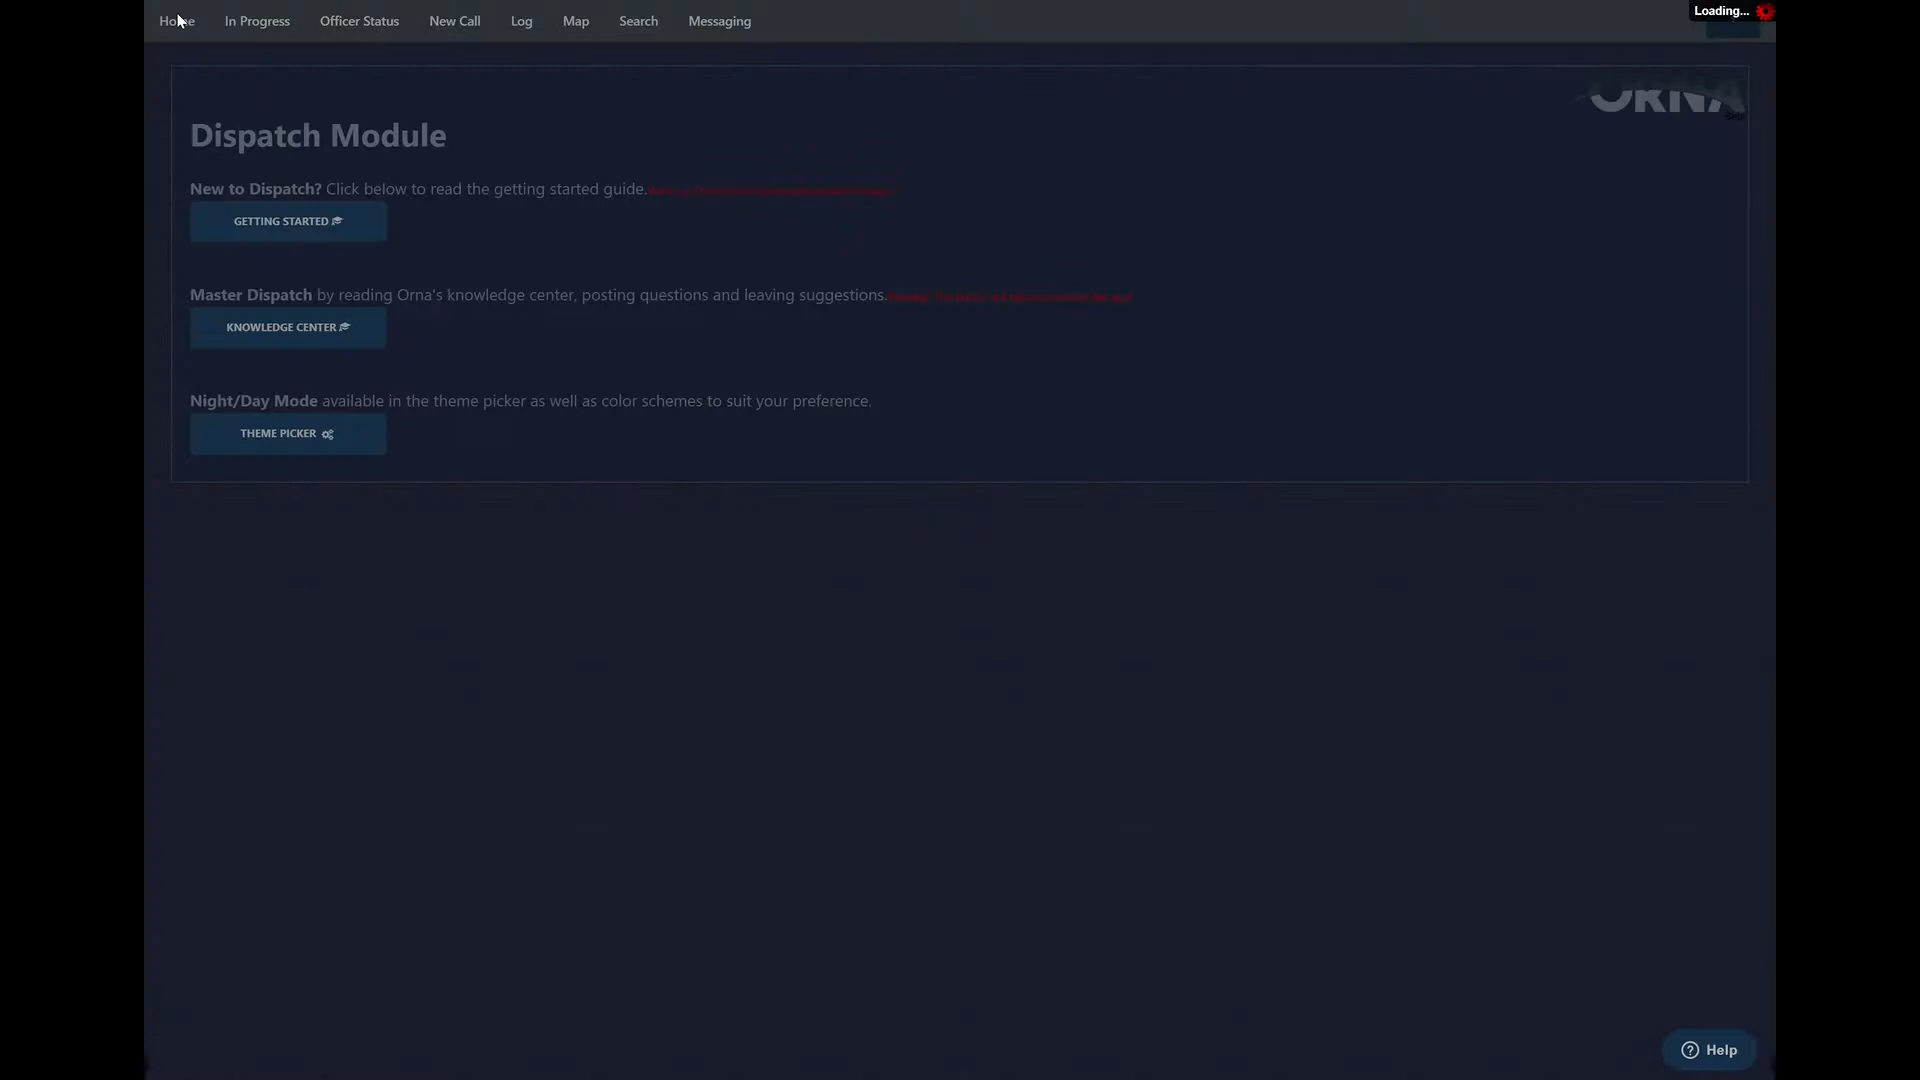 Home In Progress Officer Status New Call Log Map Search Messaging
Loading...
ORNA
Dispatch Module
New to Dispatch? Click below to read the getting started guide.
GETTING STARTED
Master Dispatch by reading Orna's knowledge center, posting questions and leaving suggestions.
KNOWLEDGE CENTER
Night/Day Mode available in the theme picker as well as color schemes to suit your preference.
THEME PICKER
Help